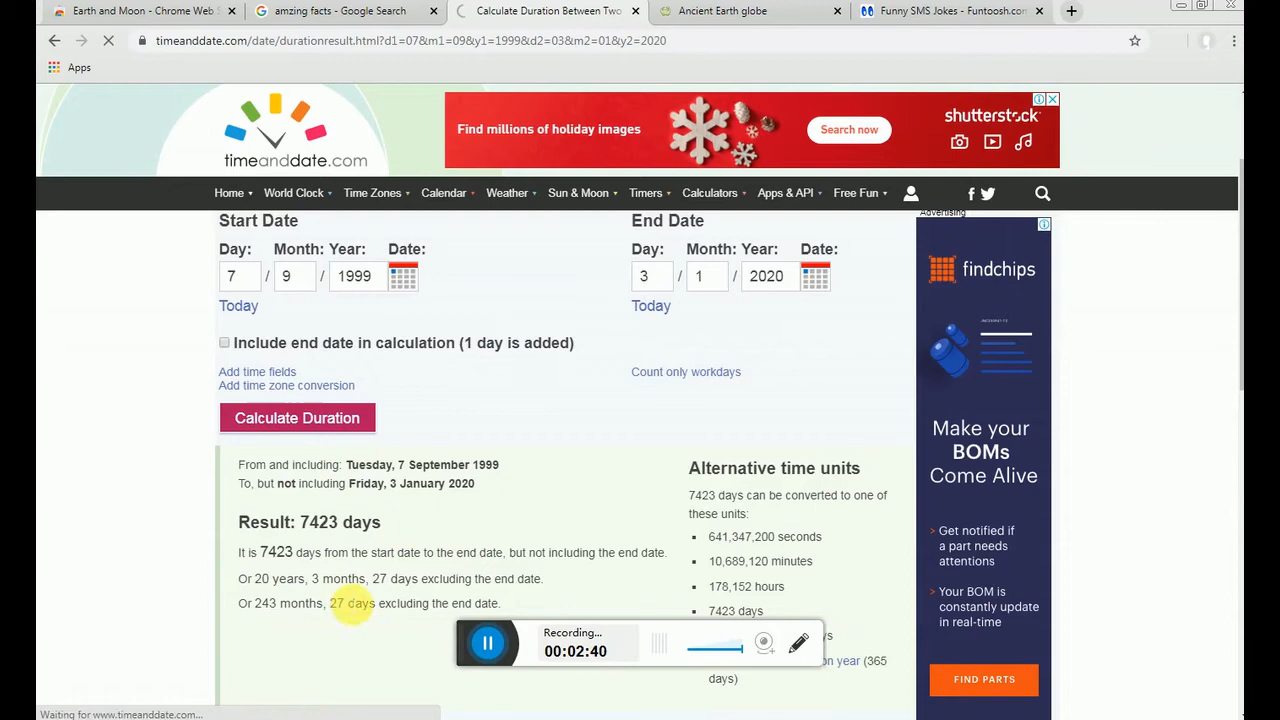 Earth and Moon - Chrome Web S
amzing facts - Google Search
Calculate Duration Between Two
Ancient Earth globe
Funny SMS Jokes - Funtoosh.com
timeanddate.com/date/durationresult.html?d1=07&m1=09&y1=1999&d2=03&m2=01&y2=2020
Apps
timeanddate.com
Find millions of holiday images
Search now
shutterstock
Home
World Clock
Time Zones
Calendar
Weather
Sun & Moon
Timers
Calculators
Apps & API
Free Fun
Start Date
End Date
Advertising
Day: Month: Year: Date:
Day: Month: Year: Date:
7 / 9 / 1999
3 / 1 / 2020
findchips
Today
Today
Include end date in calculation (1 day is added)
Add time fields
Count only workdays
Add time zone conversion
Calculate Duration
Make your
BOMs
Come Alive
From and including: Tuesday, 7 September 1999
To, but not including Friday, 3 January 2020
Result: 7423 days
It is 7423 days from the start date to the end date, but not including the end date.
Or 20 years, 3 months, 27 days excluding the end date.
Or 243 months, 27 days excluding the end date.
Alternative time units
7423 days can be converted to one of
these units:
641,347,200 seconds
10,689,120 minutes
178,152 hours
7423 days
on year (365
days)
> Get notified if
a part needs
attentions
> Your BOM is
constantly update
in real-time
FIND PARTS
Recording...
00:02:40
Waiting for www.timeanddate.com...